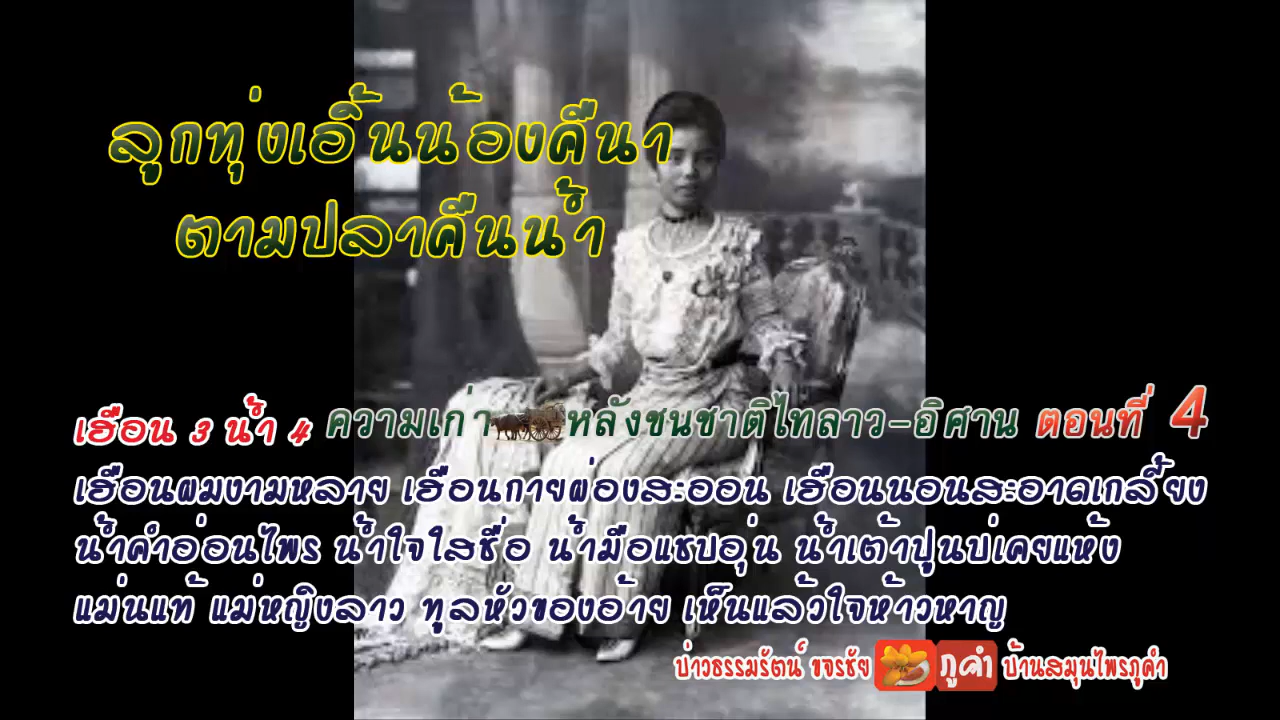 ลูกทุ่งเอิ้นน้องคืนนา
ตามปลาคืนน้ำ
เฮือน 3 น้ำ 4 ความเก่า หลังชนชาติไทลาว-อิศาน ตอนที่ 4
เฮือนผมงามหลาย เฮือนกายผ่องสะออน เฮือนนอนสะอาดเกลี้ยง
น้ำคำอ่อนไพร น้ำใจใสซื่อ น้ำมือแซบอุ่น น้ำเต้าปูนบ่เคยแห้ง
แม่นแท้ แม่หญิงลาว ทูลหัวของอ้าย เห็นแล้วใจห้าวหาญ
บ่าวธรรมรัตน์ ขจรชัย ภูคำ บ้านสมุนไพรภูคำ